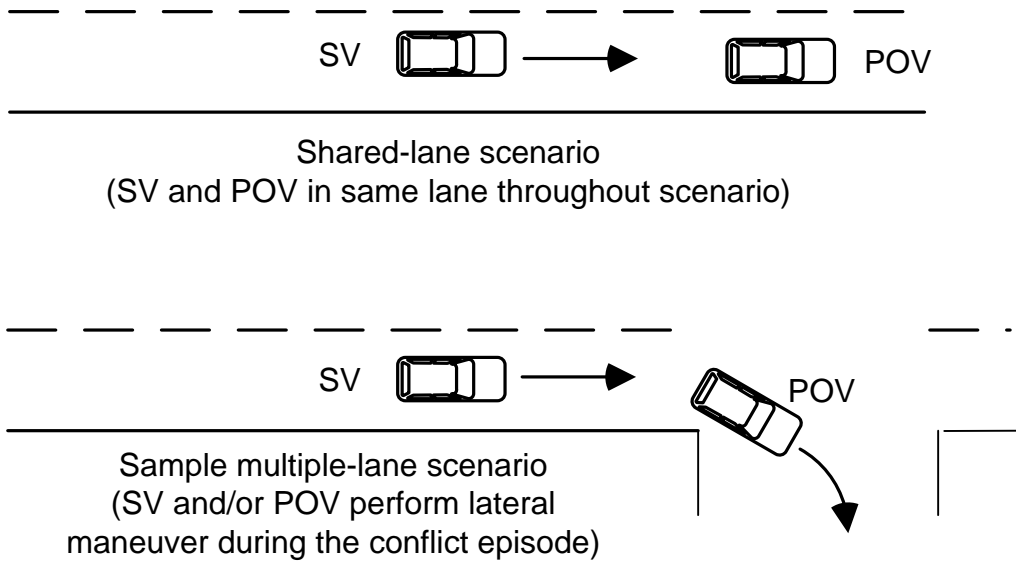 SV
POV
Shared-lane scenario
(SV and POV in same lane throughout scenario)
SV
POV
Sample multiple-lane scenario
(SV and/or POV perform lateral
maneuver during the conflict episode)